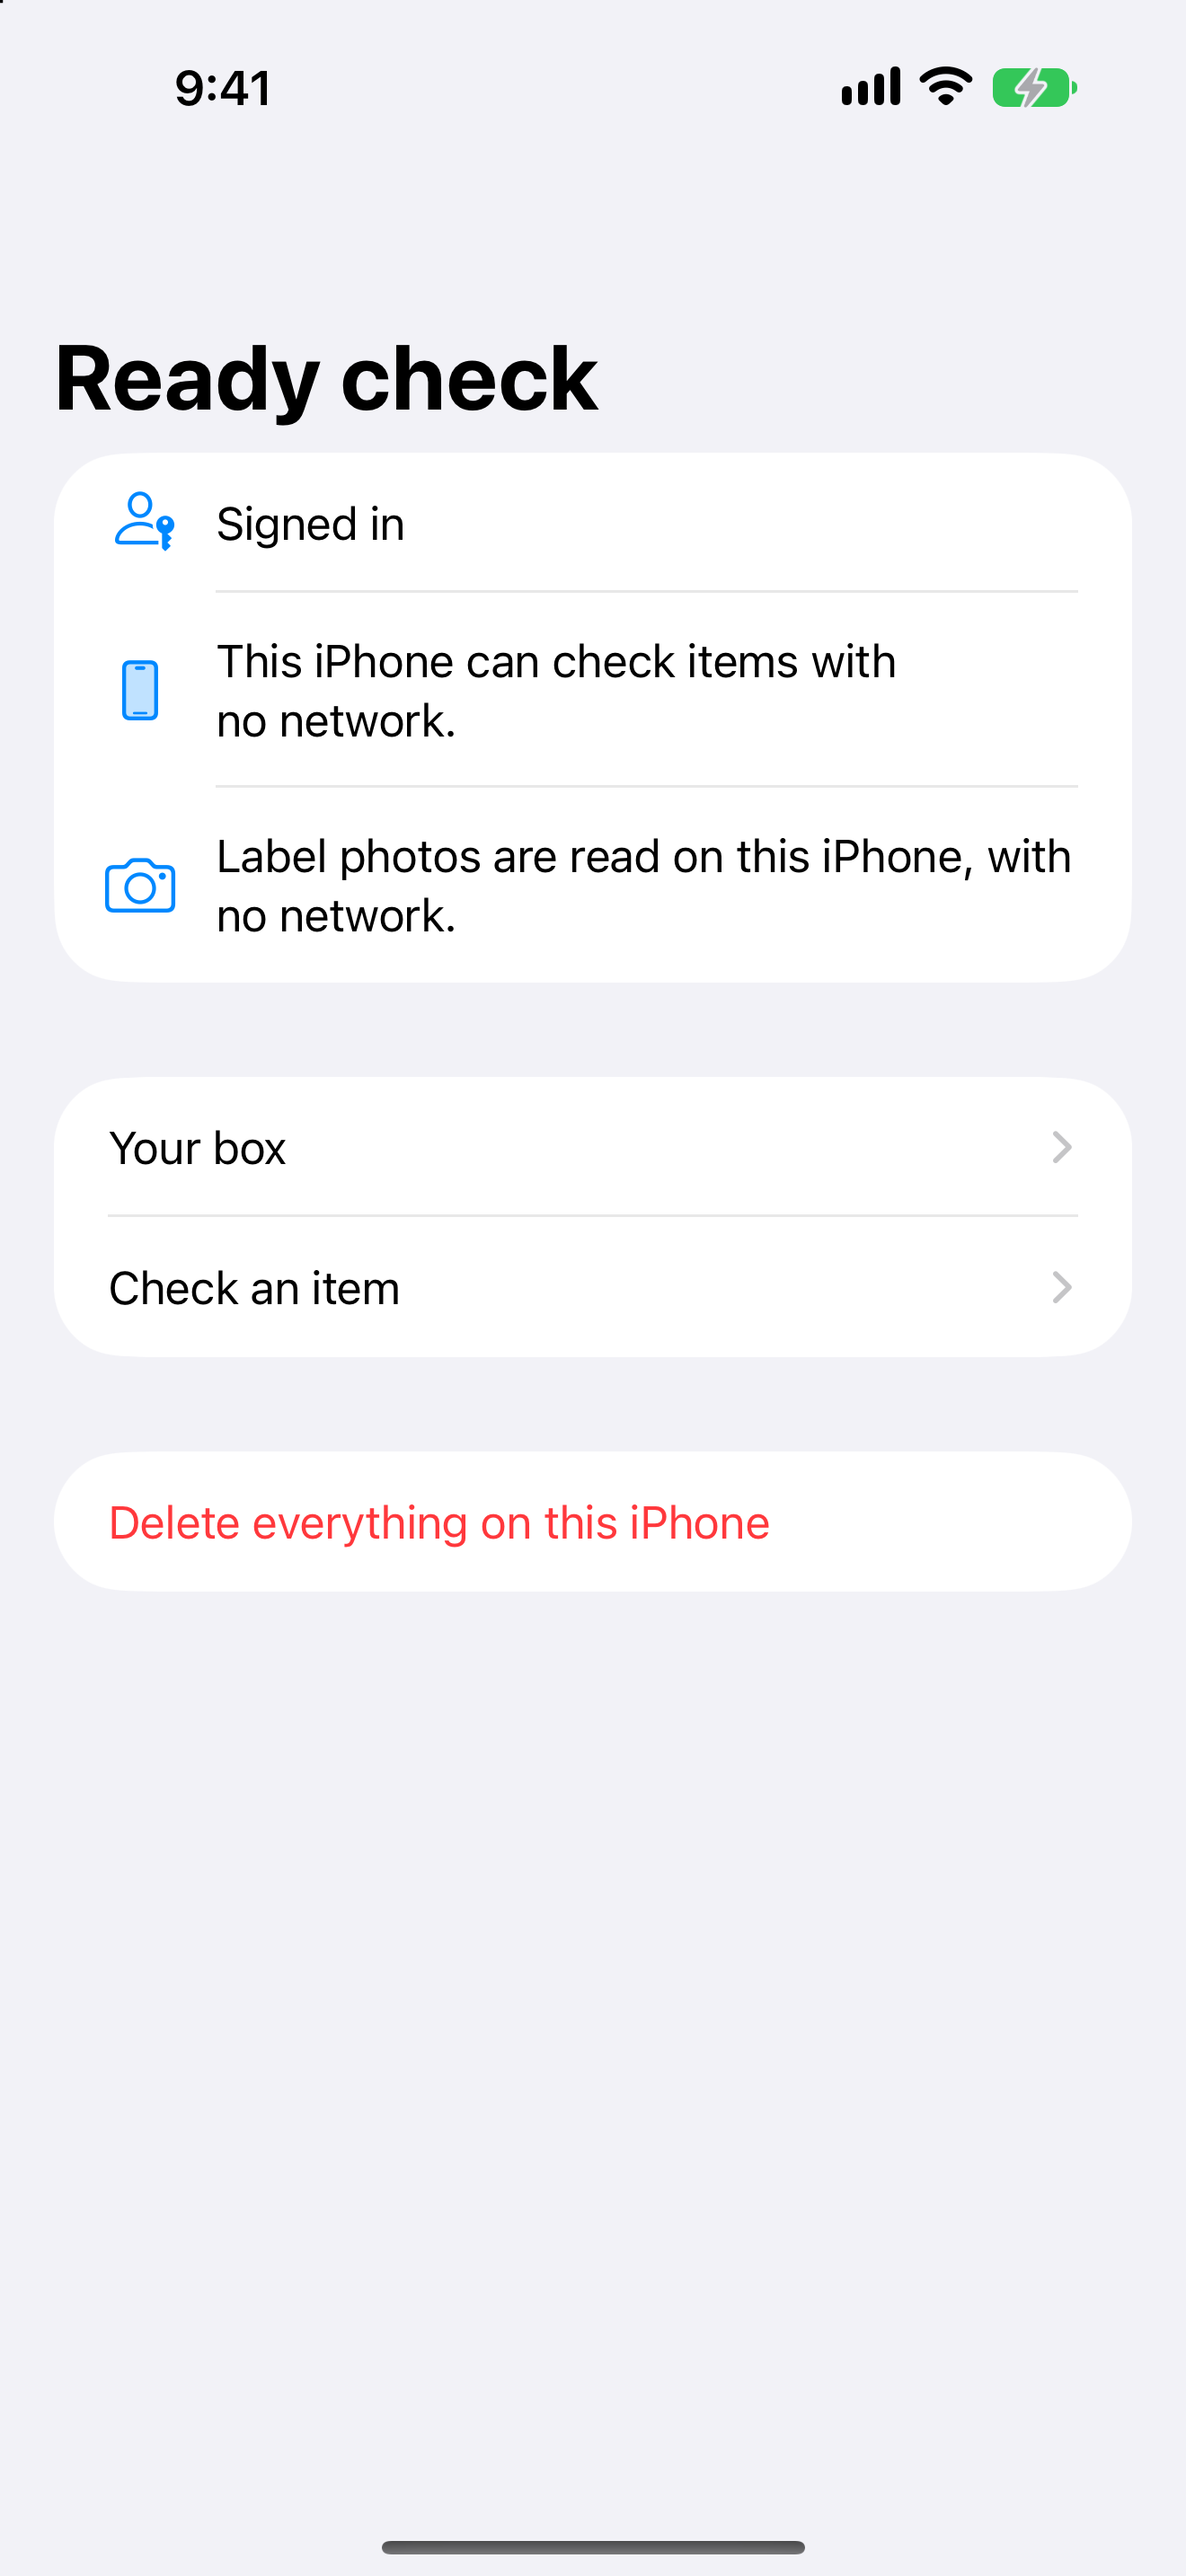 9:41
Ready check
Signed in
This iPhone can check items with
no network.
Label photos are read on this iPhone, with
no network.
Your box
Check an item
Delete everything on this iPhone